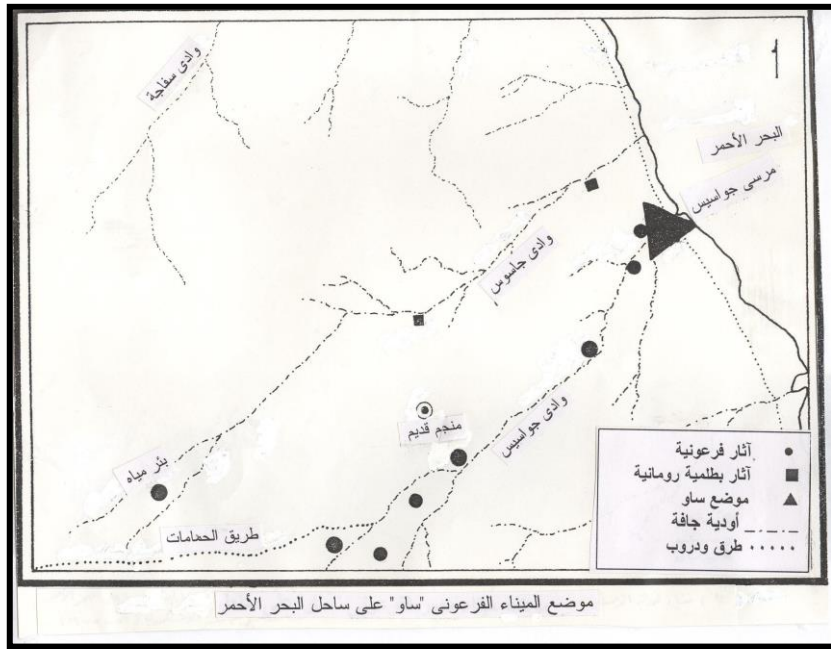 وادى سفاجة
البحر الأحمر
مرسى جواسيس
وادى جاسوس
وادى جواسيس
منجم قديم
بئر مياه
طريق الحمامات
آثار فرعونية
آثار بطلمية رومانية
موضع ساو
أودية جافة
طرق ودروب
موضع الميناء الفرعونى "ساو" على ساحل البحر الأحمر